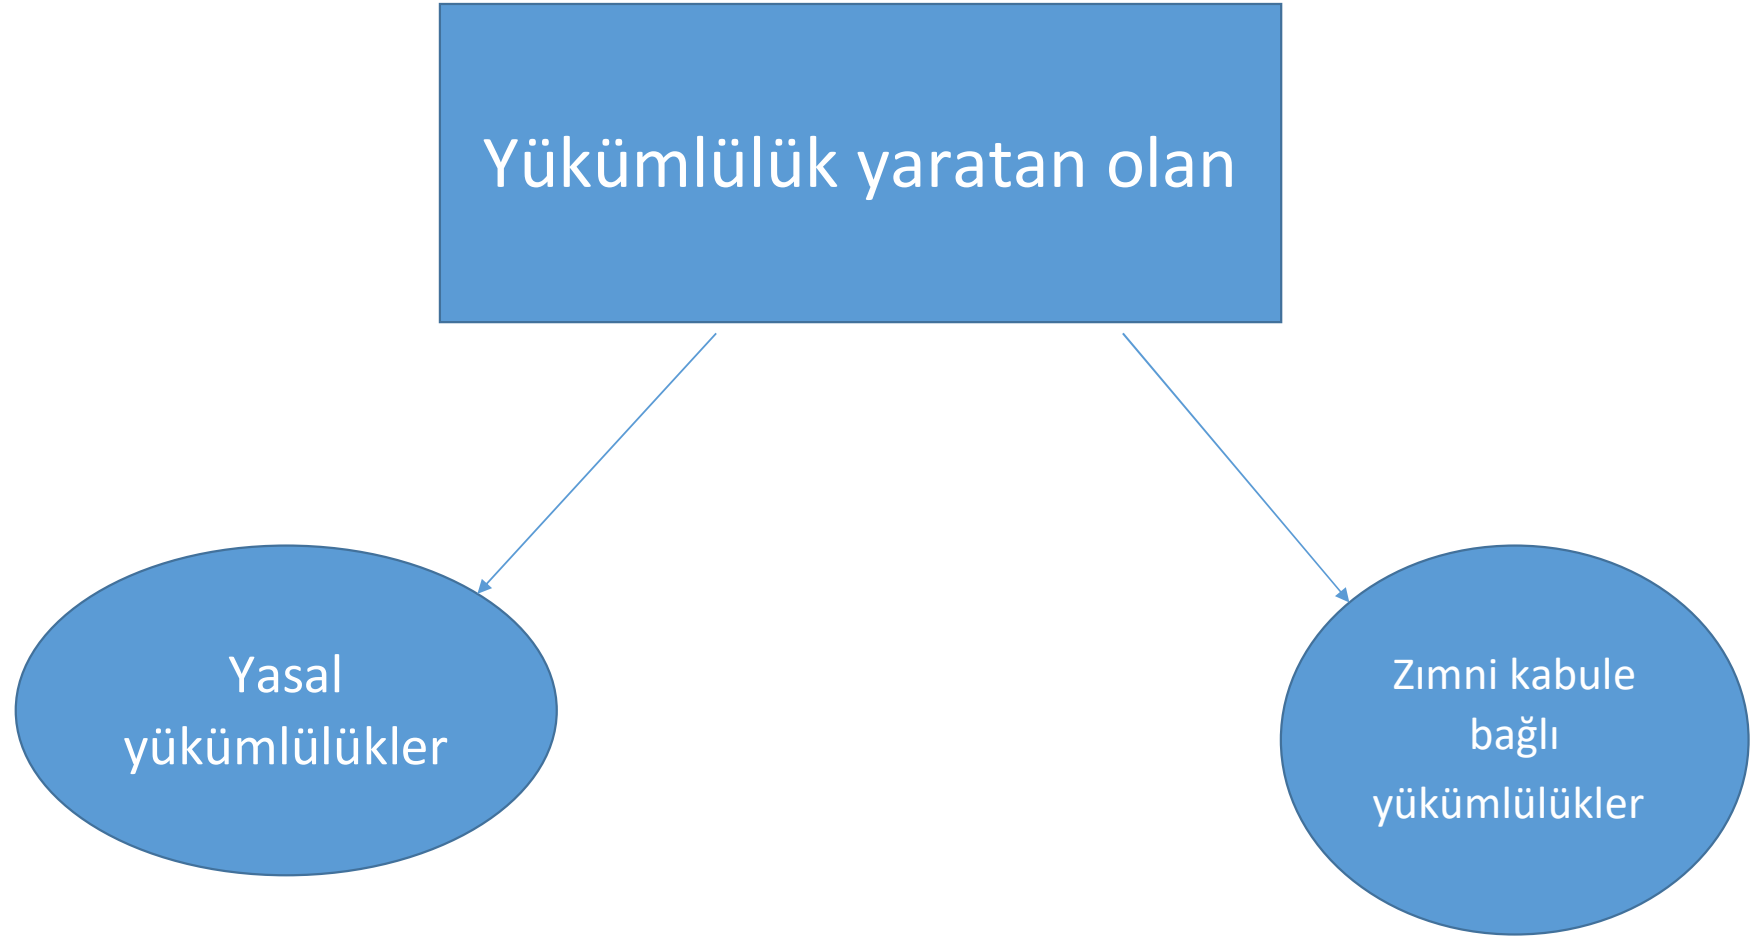 Yükümlülük yaratan olan
Yasal
yükümlülükler
Zımni kabule
bağlı
yükümlülükler